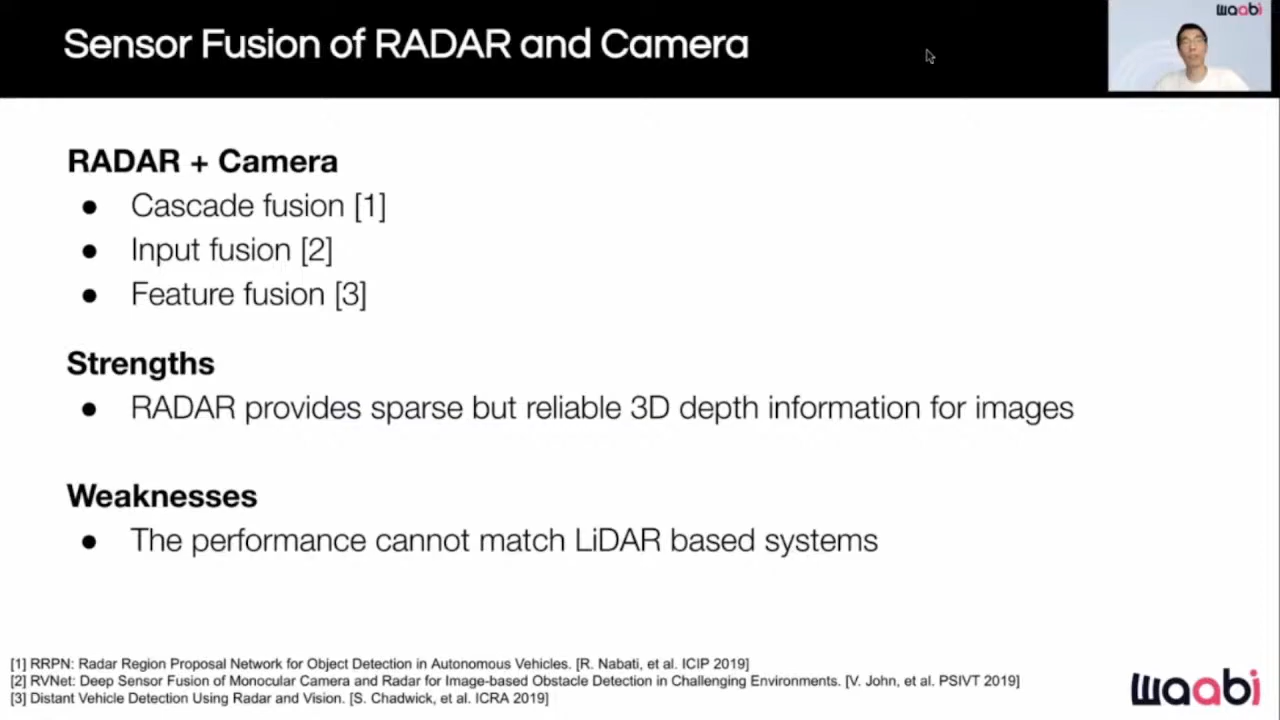 Sensor Fusion of RADAR and Camera
waabi
RADAR + Camera
● Cascade fusion [1]
● Input fusion [2]
● Feature fusion [3]
Strengths
● RADAR provides sparse but reliable 3D depth information for images
Weaknesses
● The performance cannot match LiDAR based systems
[1] RRPN: Radar Region Proposal Network for Object Detection in Autonomous Vehicles. [R. Nabati, et al. ICIP 2019]
[2] RVNet: Deep Sensor Fusion of Monocular Camera and Radar for Image-based Obstacle Detection in Challenging Environments. [V. John, et al. PSIVT 2019]
[3] Distant Vehicle Detection Using Radar and Vision. [S. Chadwick, et al. ICRA 2019]
waabi